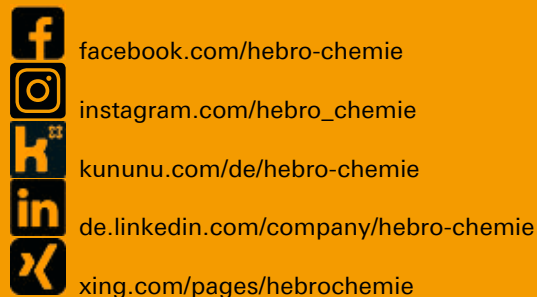 facebook.com/hebro-chemie
instagram.com/hebro_chemie
kununu.com/de/hebro-chemie
de.linkedin.com/company/hebro-chemie
xing.com/pages/hebrochemie